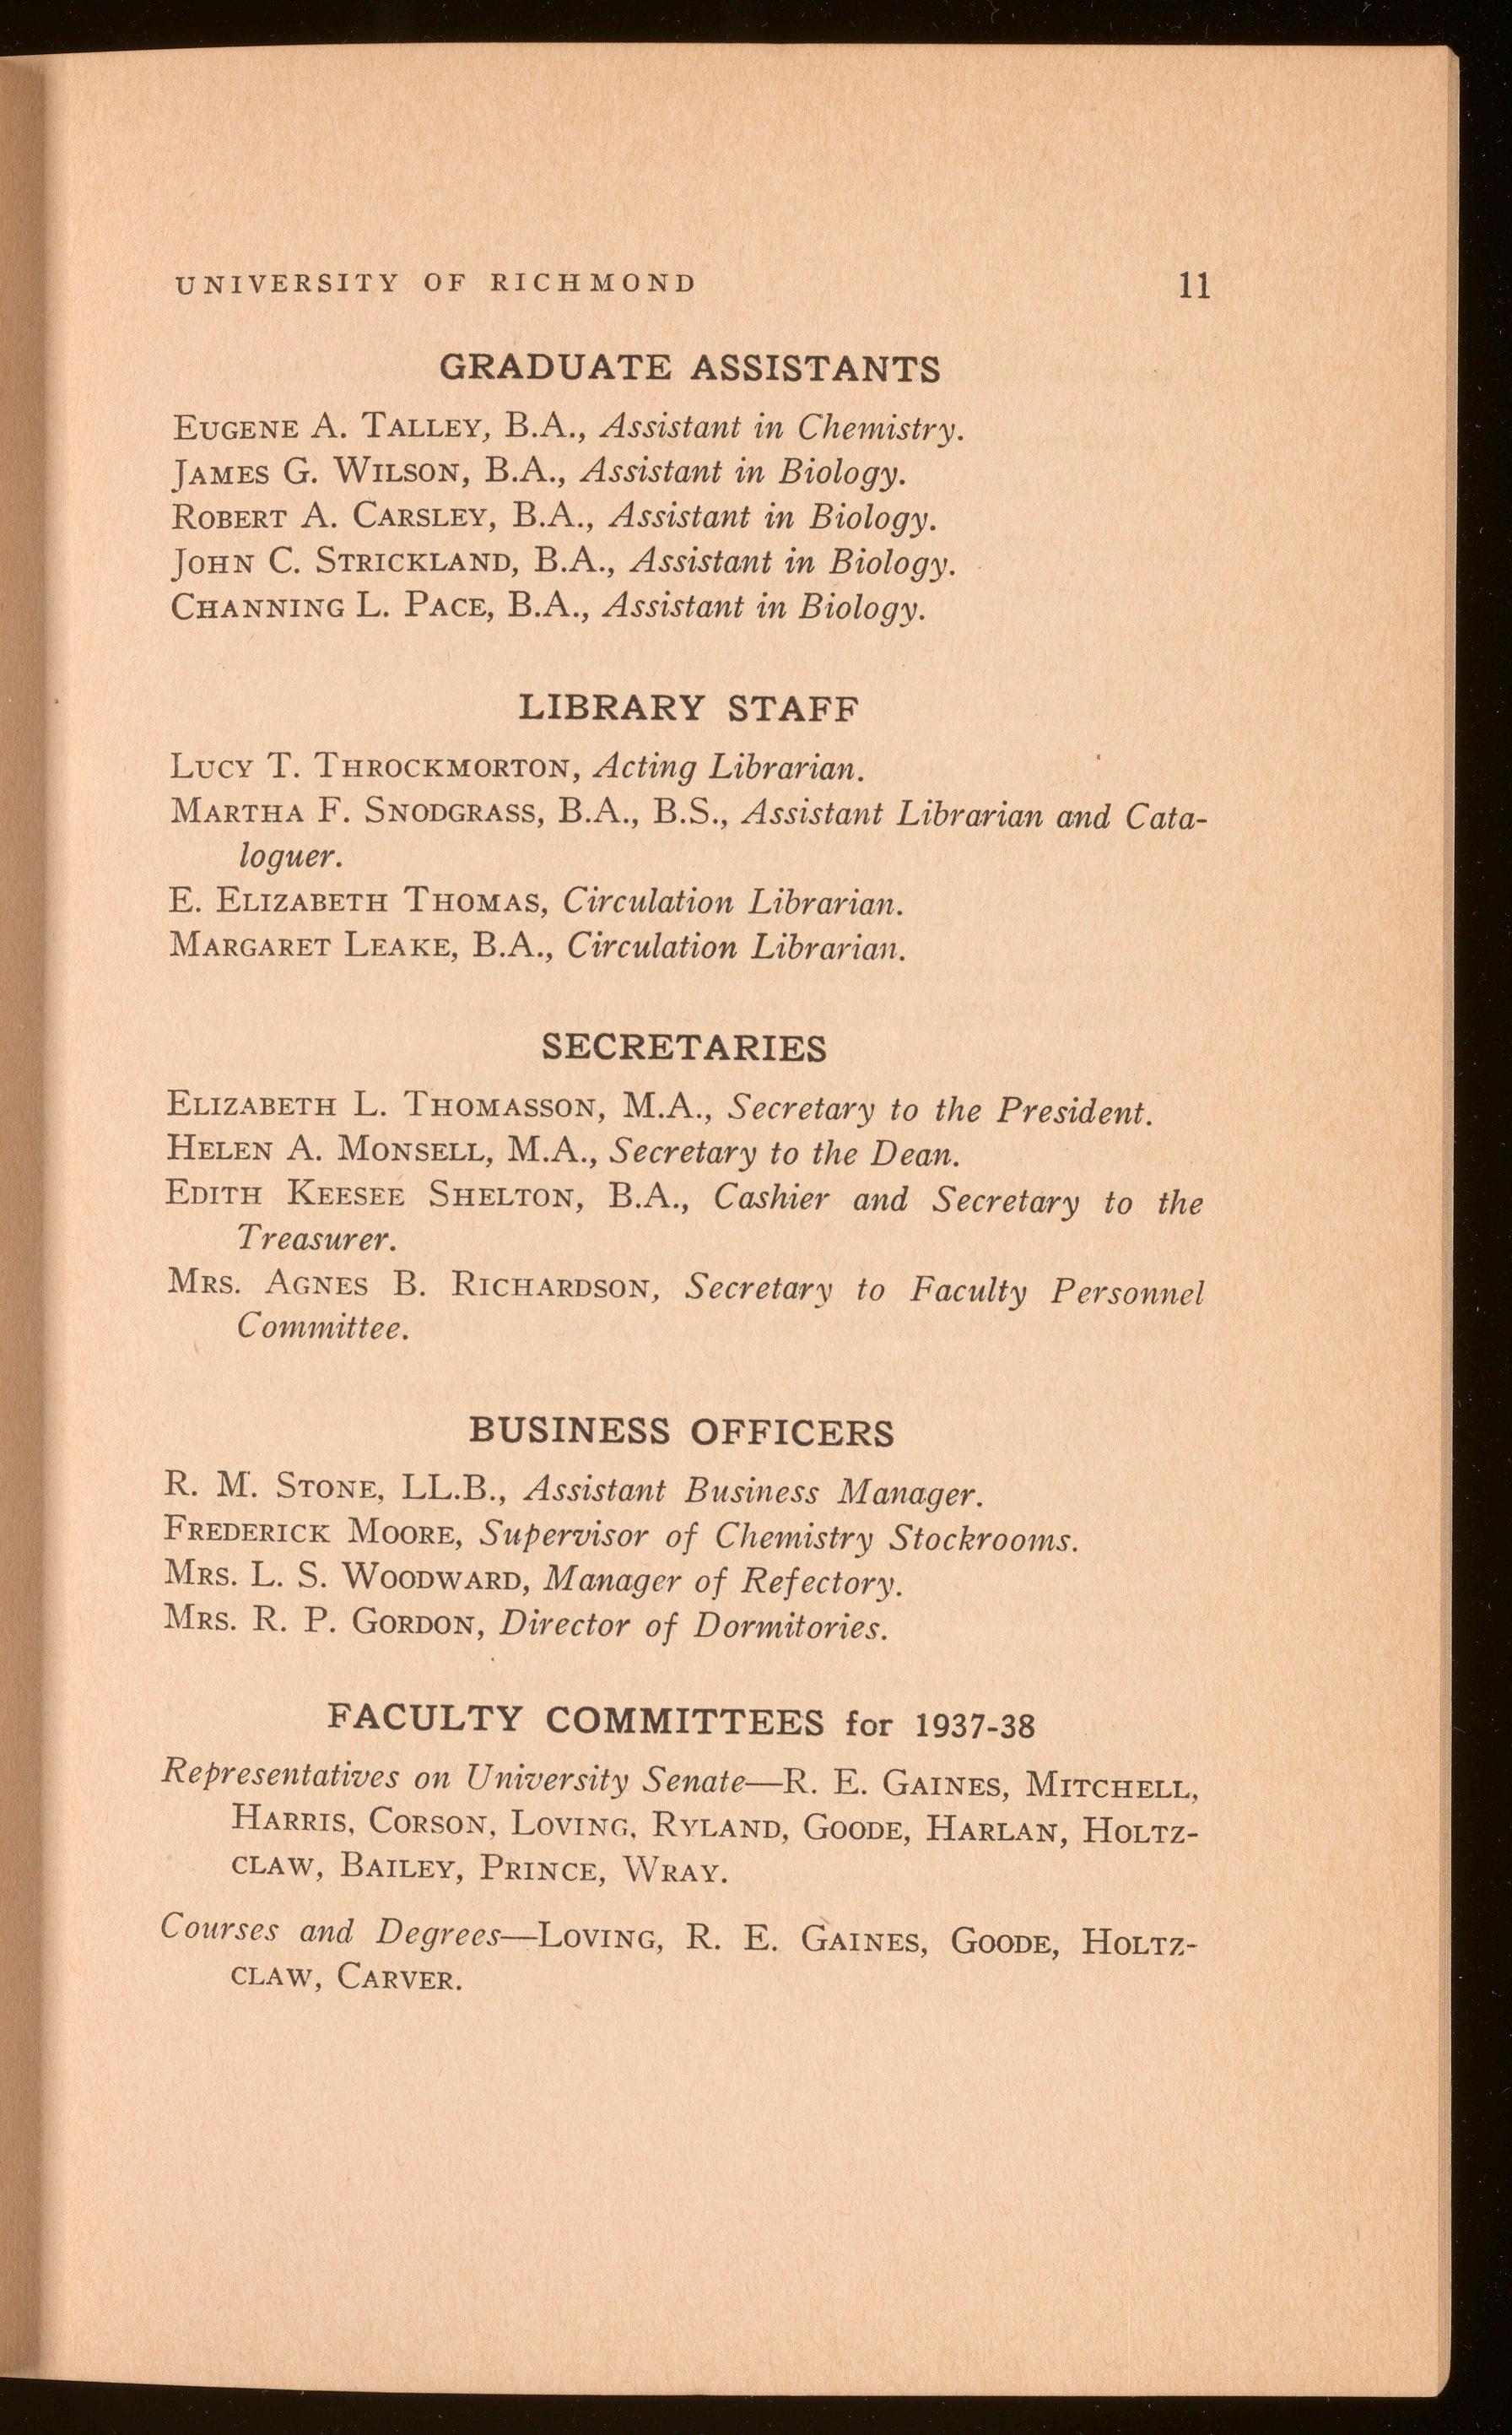 UNIVERSITY OF RICHMOND 11
GRADUATE ASSISTANTS
EUGENE A. TALLEY, B.A., Assistant in Chemistry.
JAMES G. WILSON, B.A., Assistant in Biology.
ROBERT A. CARSLEY, B.A., Assistant in Biology.
JOHN C. STRICKLAND, B.A., Assistant in Biology.
CHANNING L. PACE, B.A., Assistant in Biology.
LIBRARY STAFF
LUCY T. THROCKMORTON, Acting Librarian.
MARTHA F. SNODGRASS, B.A., B.S., Assistant Librarian and Cata-
loguer.
E. ELIZABETH THOMAS, Circulation Librarian.
MARGARET LEAKE, B.A., Circulation Librarian.
SECRETARIES
ELIZABETH L. THOMASSON, M.A., Secretary to the President.
HELEN A. MONSELL, M.A., Secretary to the Dean.
EDITH KEESEE SHELTON, B.A., Cashier and Secretary to the
Treasurer.
MRS. AGNES B. RICHARDSON, Secretary to Faculty Personnel
Committee.
BUSINESS OFFICERS
R. M. STONE, LL.B., Assistant Business Manager.
FREDERICK MOORE, Supervisor of Chemistry Stockrooms.
MRS. L. S. WOODWARD, Manager of Refectory.
MRS. R. P. GORDON, Director of Dormitories.
FACULTY COMMITTEES for 1937-38
Representatives on University Senate—R. E. GAINES, MITCHELL,
HARRIS, CORSON, LOVING, RYLAND, GOODE, HARLAN, HOLTZ-
CLAW, BAILEY, PRINCE, WRAY.
Courses and Degrees—LOVING, R. E. GAINES, GOODE, HOLTZ-
CLAW, CARVER.